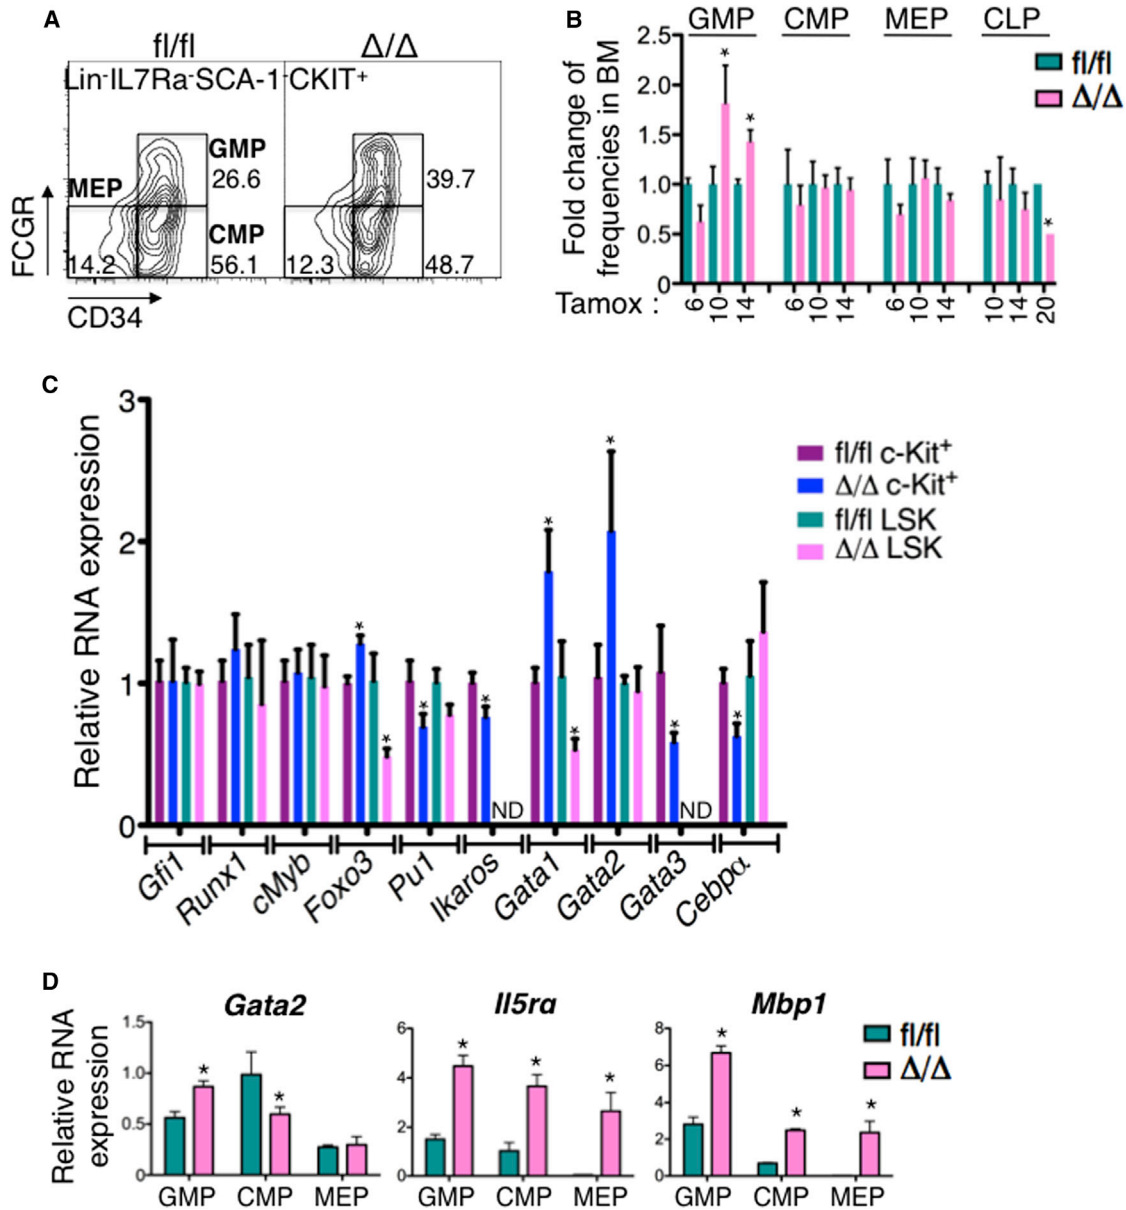 A
fl/fl Δ/Δ
Lin-IL7Ra-SCA-1-CKIT+
GMP
26.6
39.7
MEP
CMP
14.2
56.1
12.3
48.7
FCGR
CD34
B
GMP CMP MEP CLP
Fold change of
frequencies in BM
2.5
2.0
1.5
1.0
0.5
0
* * *
Tamox : 6 10 14 6 10 14 6 10 14 10 14 20
fl/fl
Δ/Δ
C
Relative RNA expression
3
2
1
0
* * * * * * * * * *
ND ND
Gfi1 Runx1 cMyb Foxo3 Pu1 Ikaros Gata1 Gata2 Gata3 Cebpα
fl/fl c-Kit+
Δ/Δ c-Kit+
fl/fl LSK
Δ/Δ LSK
D
Relative RNA
expression
Gata2
1.5
1.0
0.5
0
* *
GMP CMP MEP
Il5ra
6
4
2
0
* * *
GMP CMP MEP
Mbp1
8
6
4
2
0
* * *
GMP CMP MEP
fl/fl
Δ/Δ